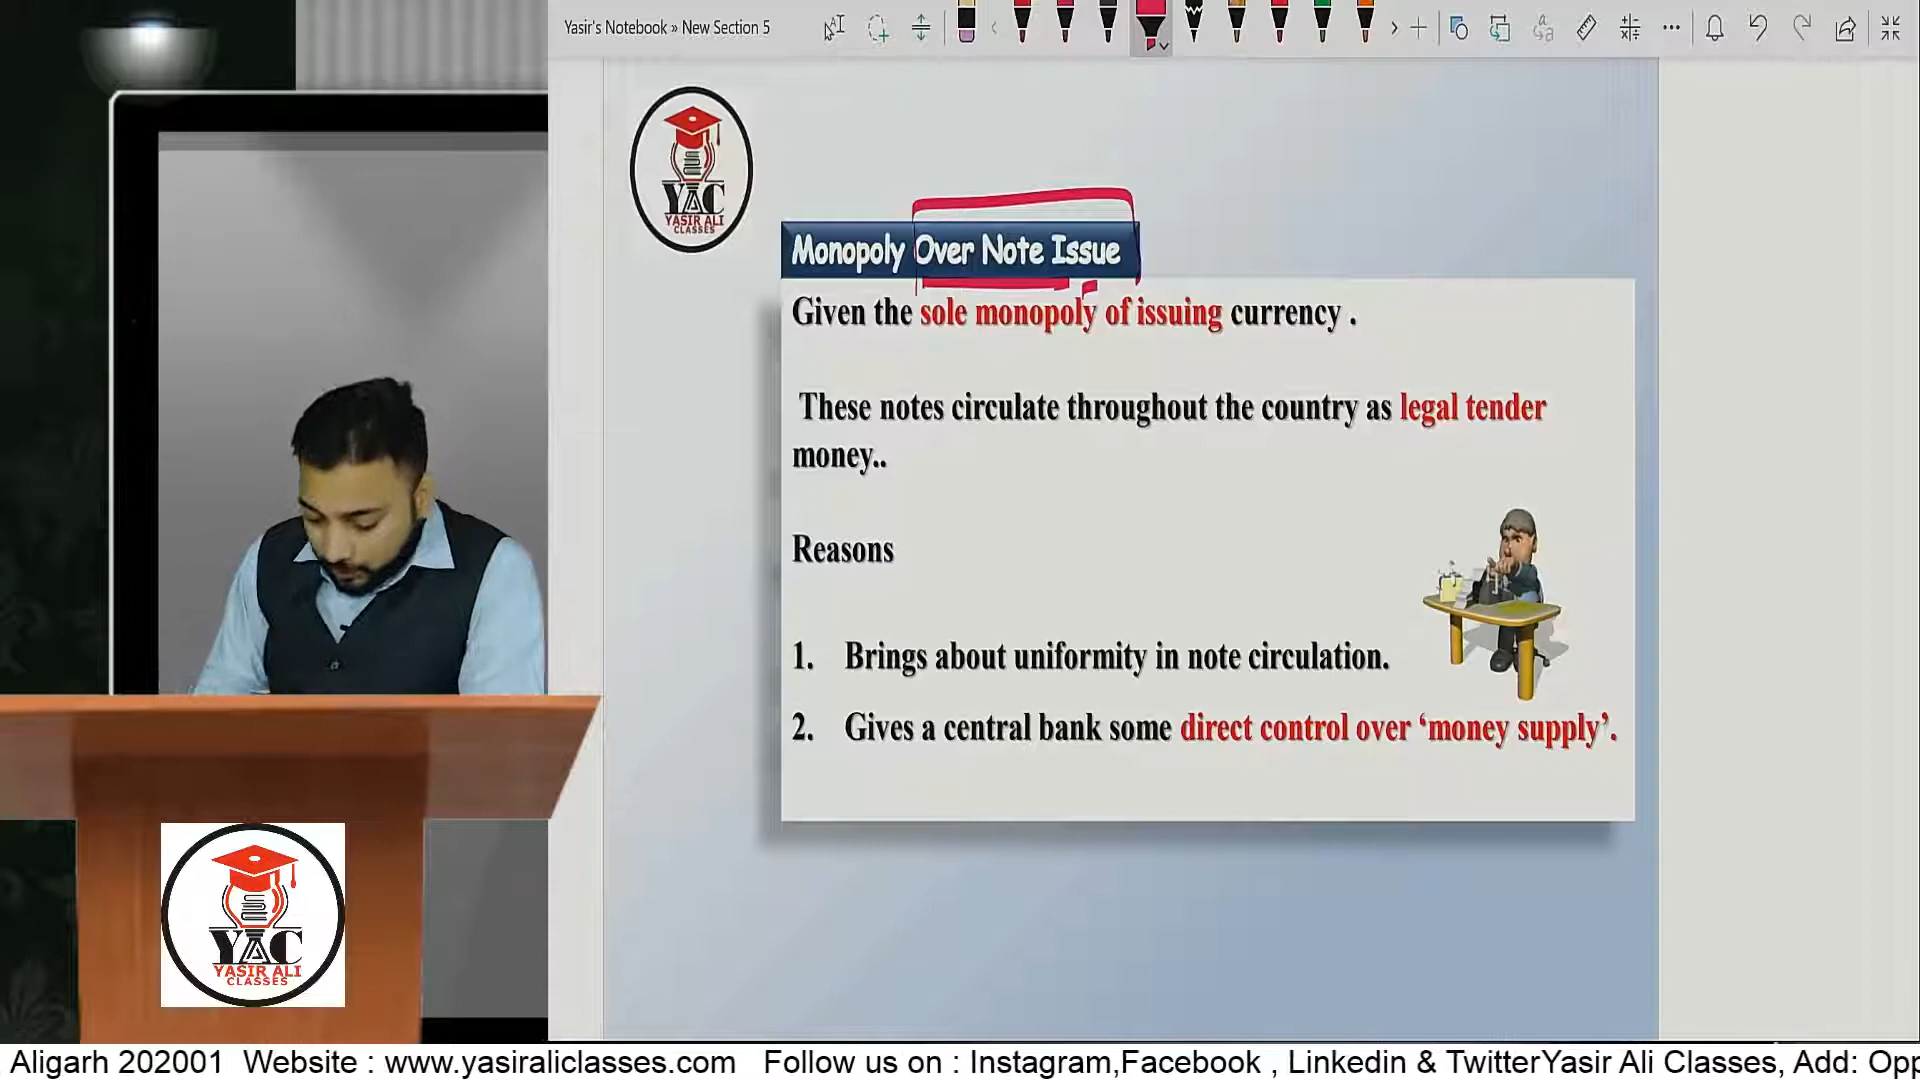 Yasir's Notebook » New Section 5
YAC
YASIR ALI
CLASSES
Monopoly Over Note Issue
Given the sole monopoly of issuing currency .
These notes circulate throughout the country as legal tender
money..
Reasons
1. Brings about uniformity in note circulation.
2. Gives a central bank some direct control over ‘money supply’.
YAC
YASIR ALI
CLASSES
Aligarh 202001 Website : www.yasiraliclasses.com Follow us on : Instagram,Facebook , Linkedin & TwitterYasir Ali Classes, Add: Opp